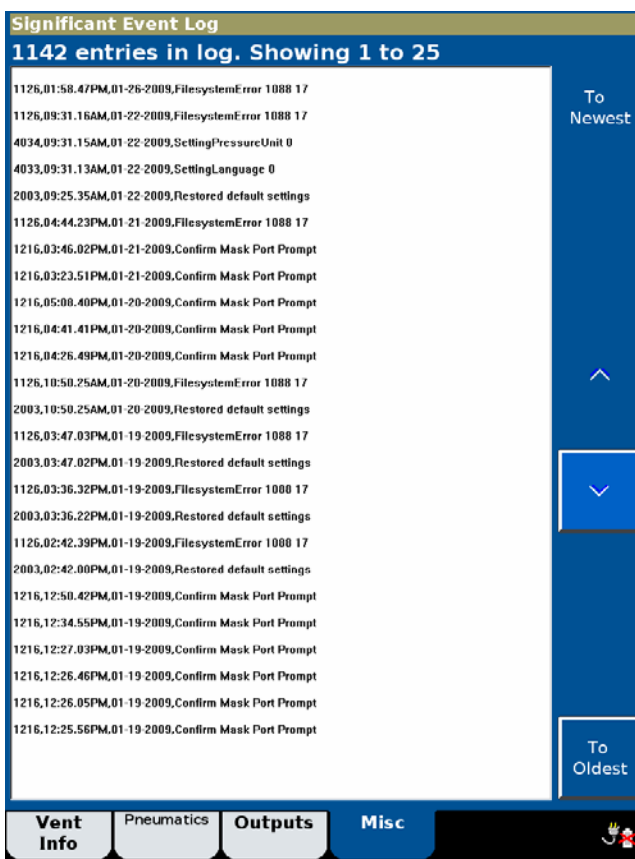 Significant Event Log
1142 entries in log. Showing 1 to 25
1126,01:58.47PM,01-26-2009,FilesystemError 1088 17
1126,09:31.16AM,01-22-2009,FilesystemError 1088 17
4034,09:31.15AM,01-22-2009,SettingPressureUnit 0
4033,09:31.13AM,01-22-2009,SettingLanguage 0
2003,09:25.35AM,01-22-2009,Restored default settings
1126,04:44.23PM,01-21-2009,FilesystemError 1088 17
1216,03:46.02PM,01-21-2009,Confirm Mask Port Prompt
1216,03:23.51PM,01-21-2009,Confirm Mask Port Prompt
1216,05:08.40PM,01-20-2009,Confirm Mask Port Prompt
1216,04:41.41PM,01-20-2009,Confirm Mask Port Prompt
1216,04:26.49PM,01-20-2009,Confirm Mask Port Prompt
1126,10:50.25AM,01-20-2009,FilesystemError 1088 17
2003,10:50.25AM,01-20-2009,Restored default settings
1126,03:47.03PM,01-19-2009,FilesystemError 1088 17
2003,03:47.02PM,01-19-2009,Restored default settings
1126,03:36.32PM,01-19-2009,FilesystemError 1088 17
2003,03:36.22PM,01-19-2009,Restored default settings
1126,02:42.39PM,01-19-2009,FilesystemError 1088 17
2003,02:42.00PM,01-19-2009,Restored default settings
1216,12:50.42PM,01-19-2009,Confirm Mask Port Prompt
1216,12:34.55PM,01-19-2009,Confirm Mask Port Prompt
1216,12:27.03PM,01-19-2009,Confirm Mask Port Prompt
1216,12:26.46PM,01-19-2009,Confirm Mask Port Prompt
1216,12:26.05PM,01-19-2009,Confirm Mask Port Prompt
1216,12:25.56PM,01-19-2009,Confirm Mask Port Prompt
To
Newest
To
Oldest
Vent
Info
Pneumatics
Outputs
Misc